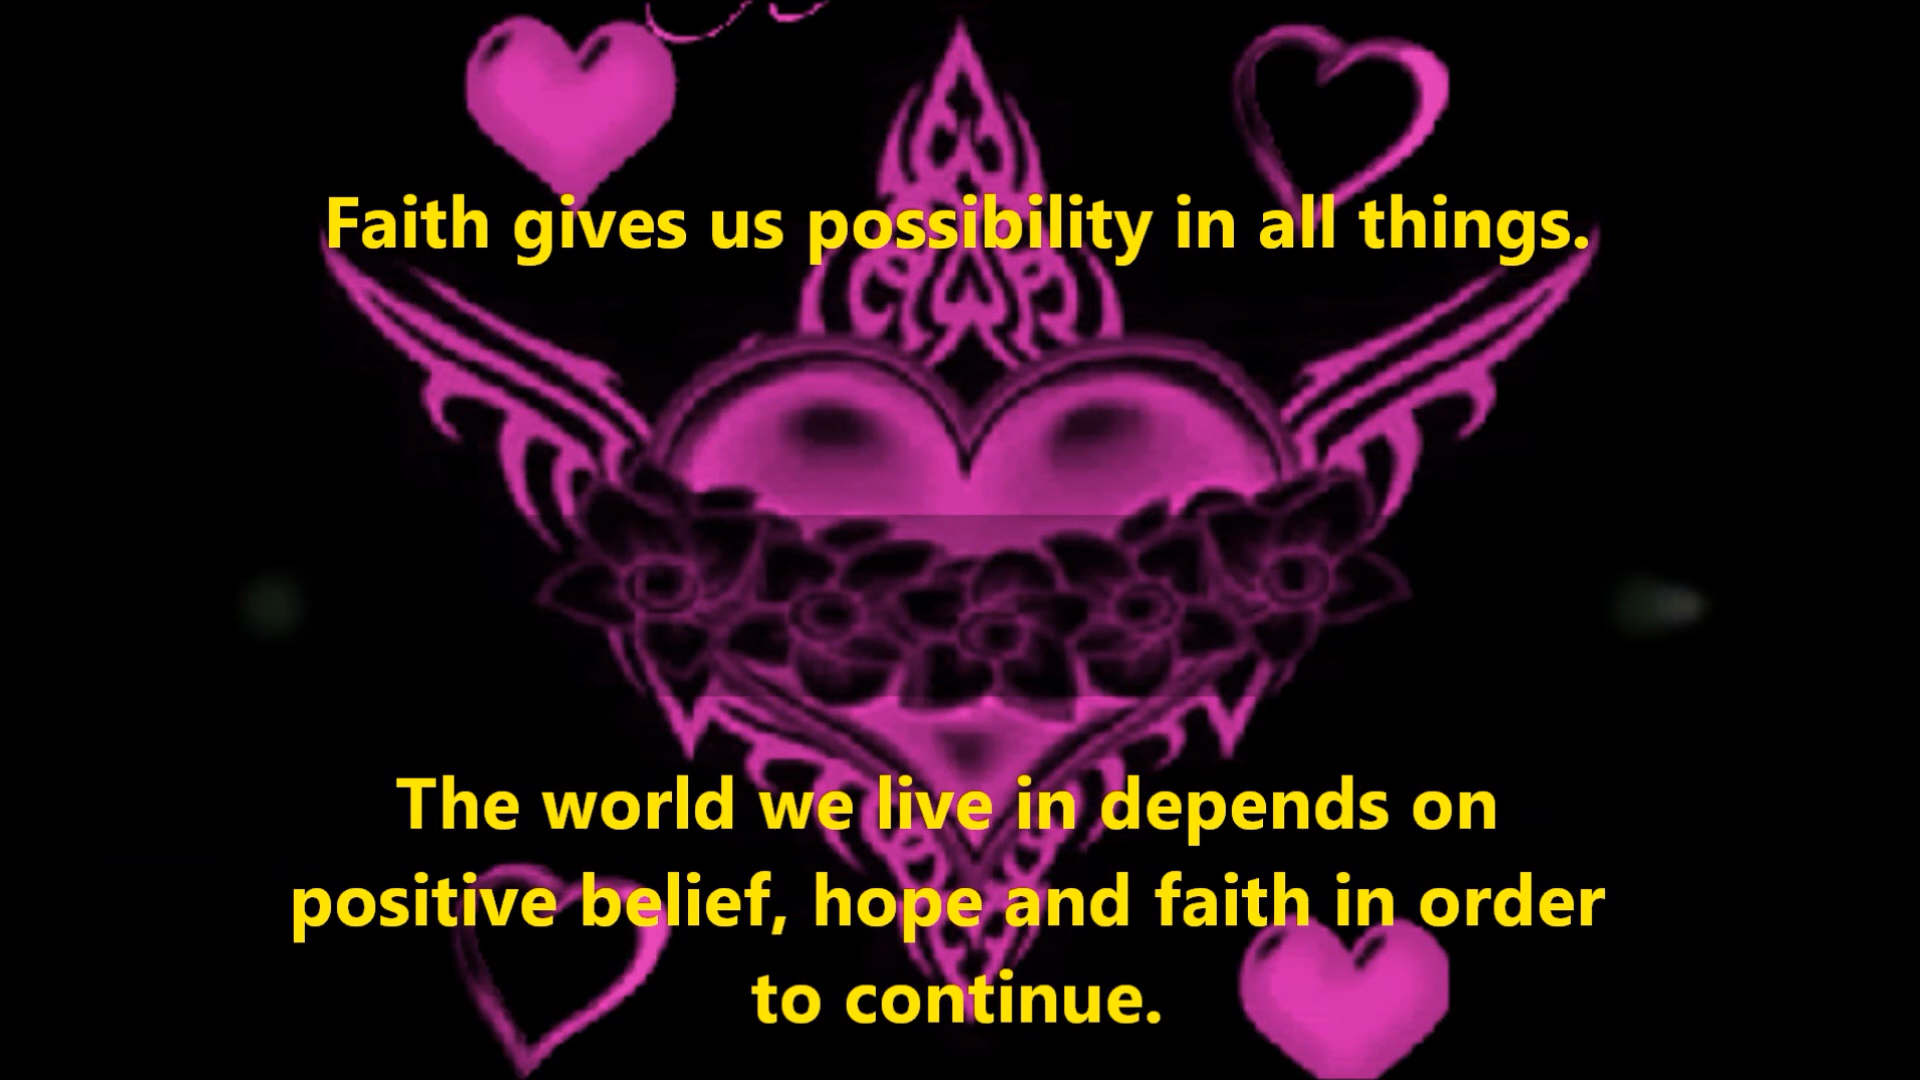 Faith gives us possibility in all things.
The world we live in depends on
positive belief, hope and faith in order
to continue.